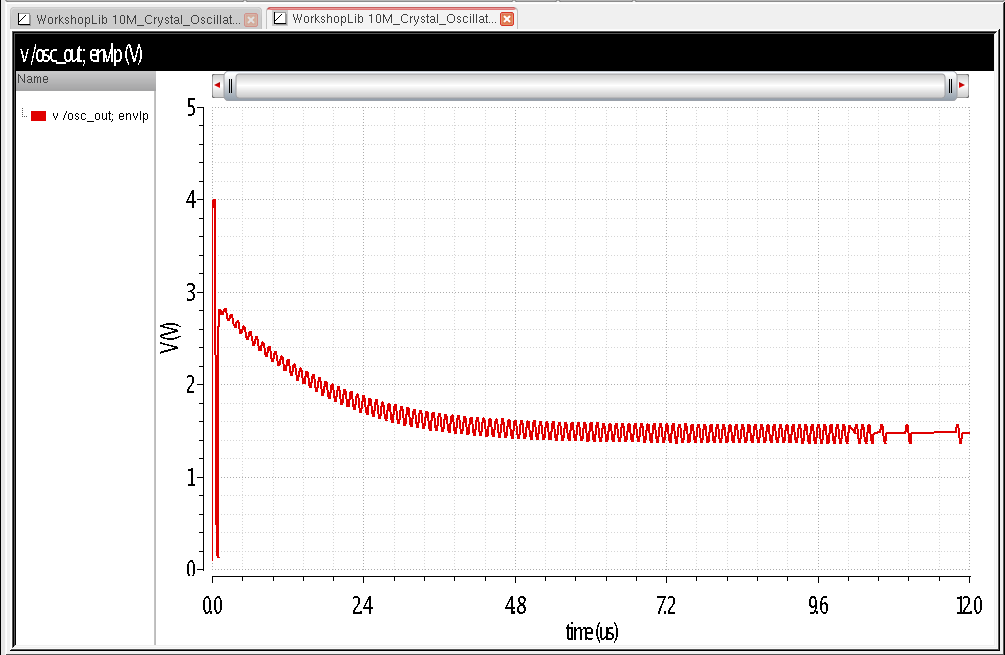 WorkshopLib 10M_Crystal_Oscillat...
WorkshopLib 10M_Crystal_Oscillat...
v /osc_out; envlp (V)
Name
v /osc_out; envlp
5
4
3
2
1
0
V (V)
0.0 2.4 4.8 7.2 9.6 12.0
time (us)